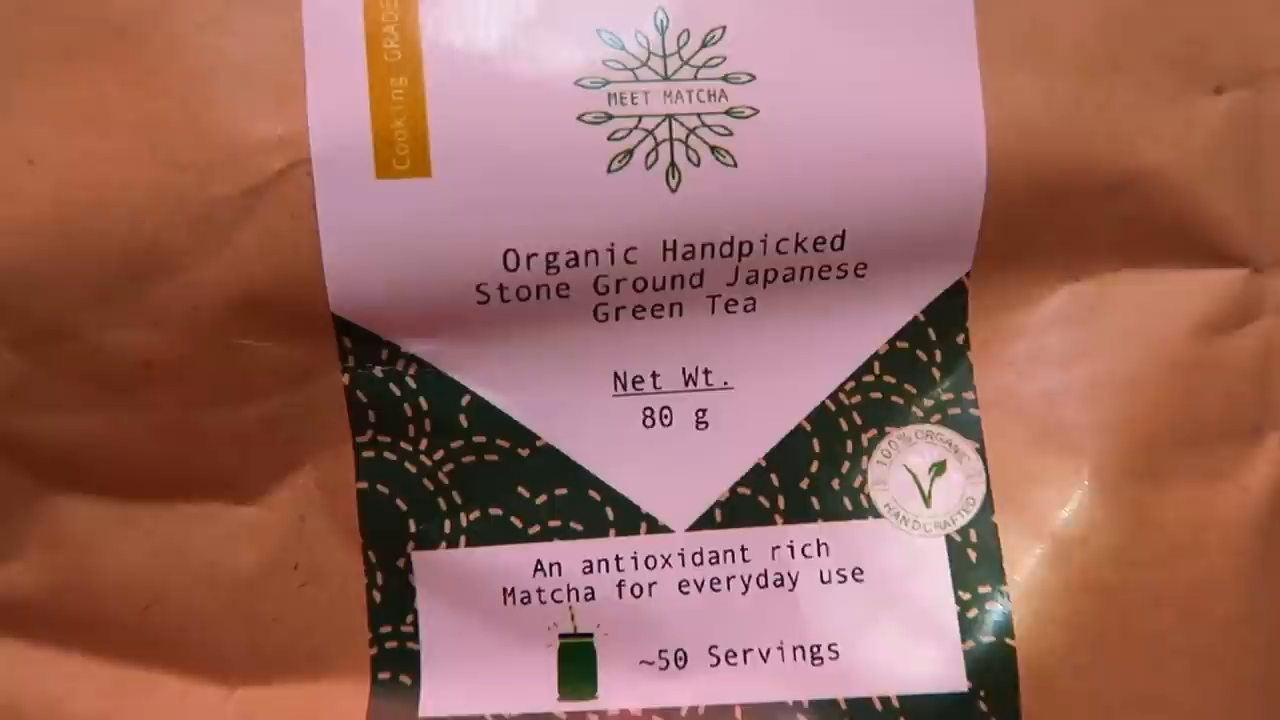 Cooking GRADE
MEET MATCHA
Organic Handpicked
Stone Ground Japanese
Green Tea
Net Wt.
80 g
100% ORGANIC
HANDCRAFTED
An antioxidant rich
Matcha for everyday use
~50 Servings